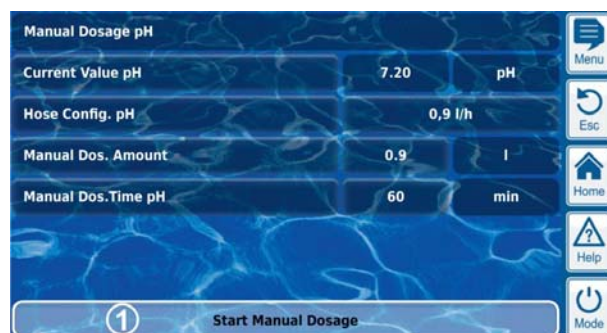 Manual Dosage pH
Current Value pH 7.20 pH
Hose Config. pH 0,9 l/h
Manual Dos. Amount 0.9 l
Manual Dos.Time pH 60 min
1 Start Manual Dosage
Menu
Esc
Home
? Help
Mode